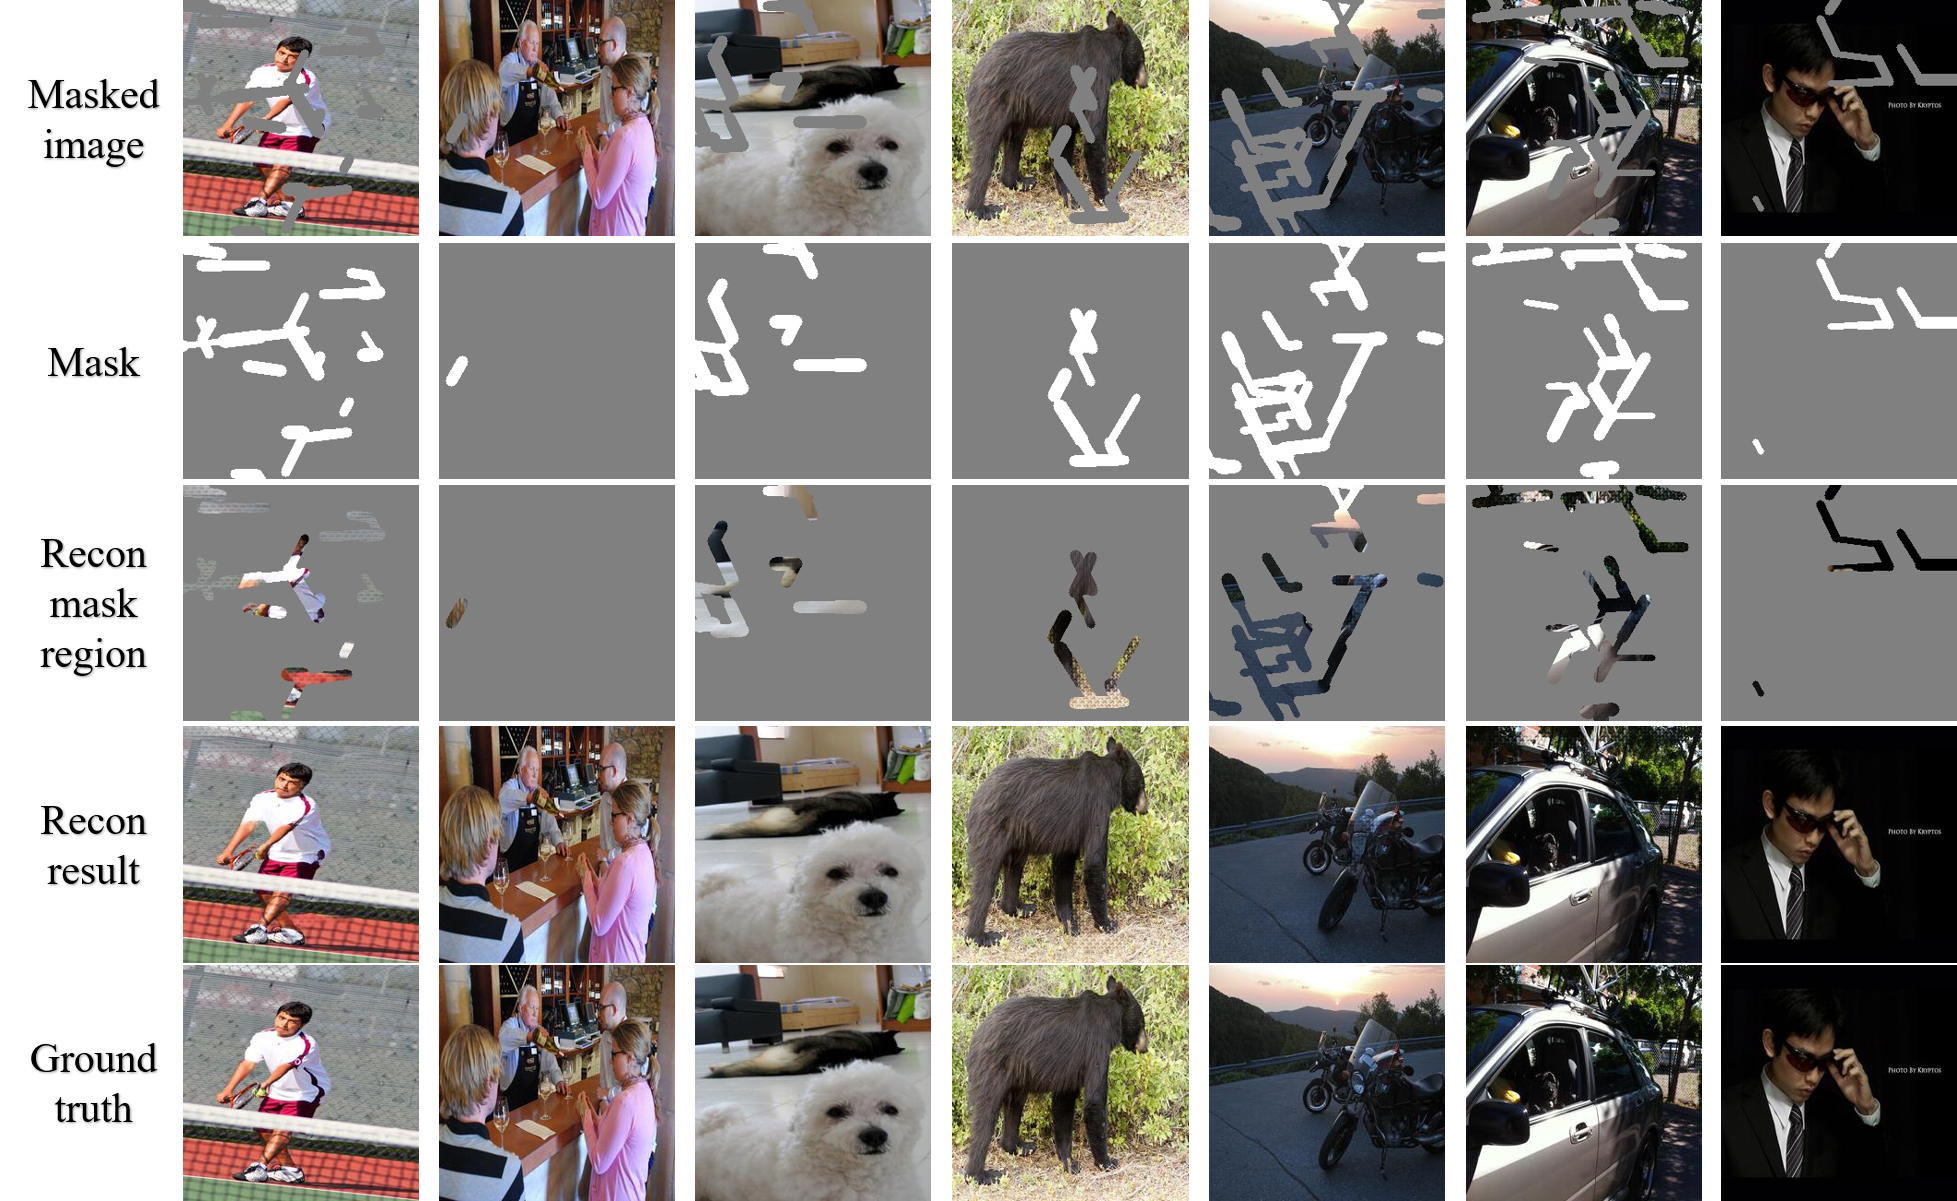 Masked
image
PHOTO BY KRYPTOS
Mask
Recon
mask
region
Recon
result
PHOTO BY KRYPTOS
Ground
truth
PHOTO BY KRYPTOS